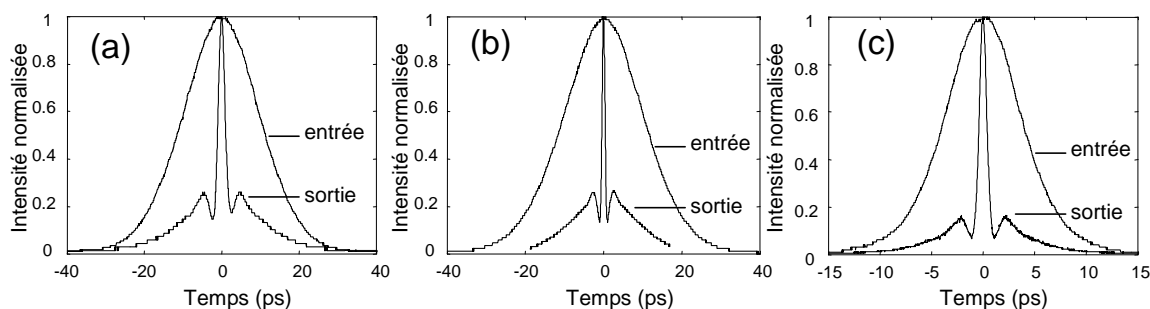 (a)
Intensité normalisée
1
0.8
0.6
0.4
0.2
0
entrée
sortie
-40 -20 0 20 40
Temps (ps)
(b)
Intensité normalisée
1
0.8
0.6
0.4
0.2
0
entrée
sortie
-40 -20 0 20 40
Temps (ps)
(c)
Intensité normalisée
1
0.8
0.6
0.4
0.2
0
entrée
sortie
-15 -10 -5 0 5 10 15
Temps (ps)